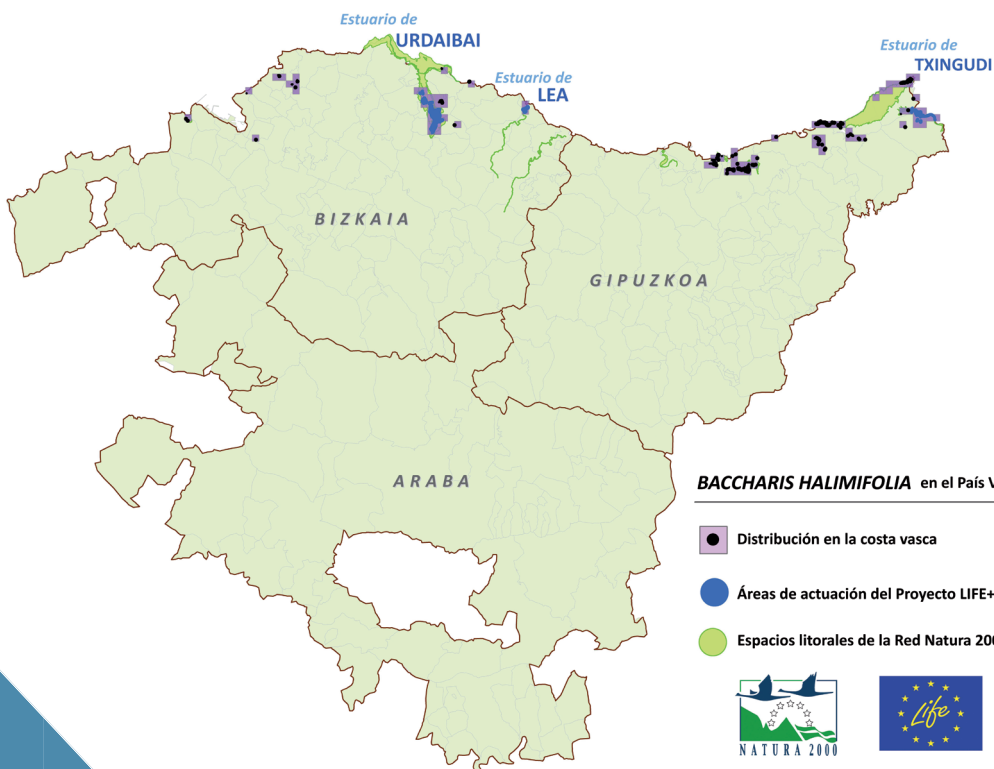 Estuario de
URDAIBAI
Estuario de
LEA
Estuario de
TXINGUDI
BIZKAIA
GIPUZKOA
ARABA
BACCHARIS HALIMIFOLIA en el País V
Distribución en la costa vasca
Áreas de actuación del Proyecto LIFE+
Espacios litorales de la Red Natura 200
NATURA 2000
Life